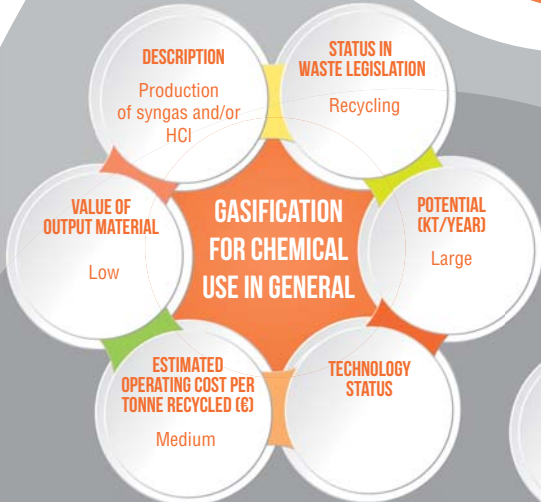 DESCRIPTION
Production
of syngas and/or
HCl
STATUS IN
WASTE LEGISLATION
Recycling
VALUE OF
OUTPUT MATERIAL
Low
GASIFICATION
FOR CHEMICAL
USE IN GENERAL
POTENTIAL
(KT/YEAR)
Large
ESTIMATED
OPERATING COST PER
TONNE RECYCLED (€)
Medium
TECHNOLOGY
STATUS